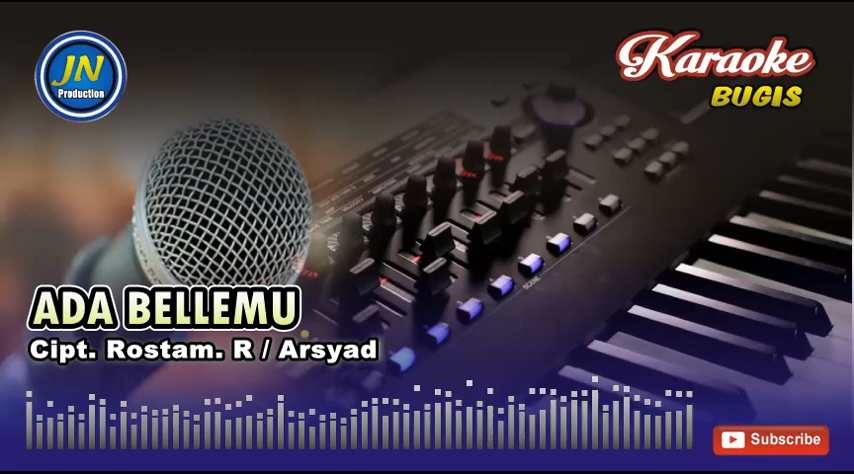 JN
Production
Karaoke
BUGIS
ADA BELLEMU
Cipt. Rostam. R / Arsyad
Subscribe